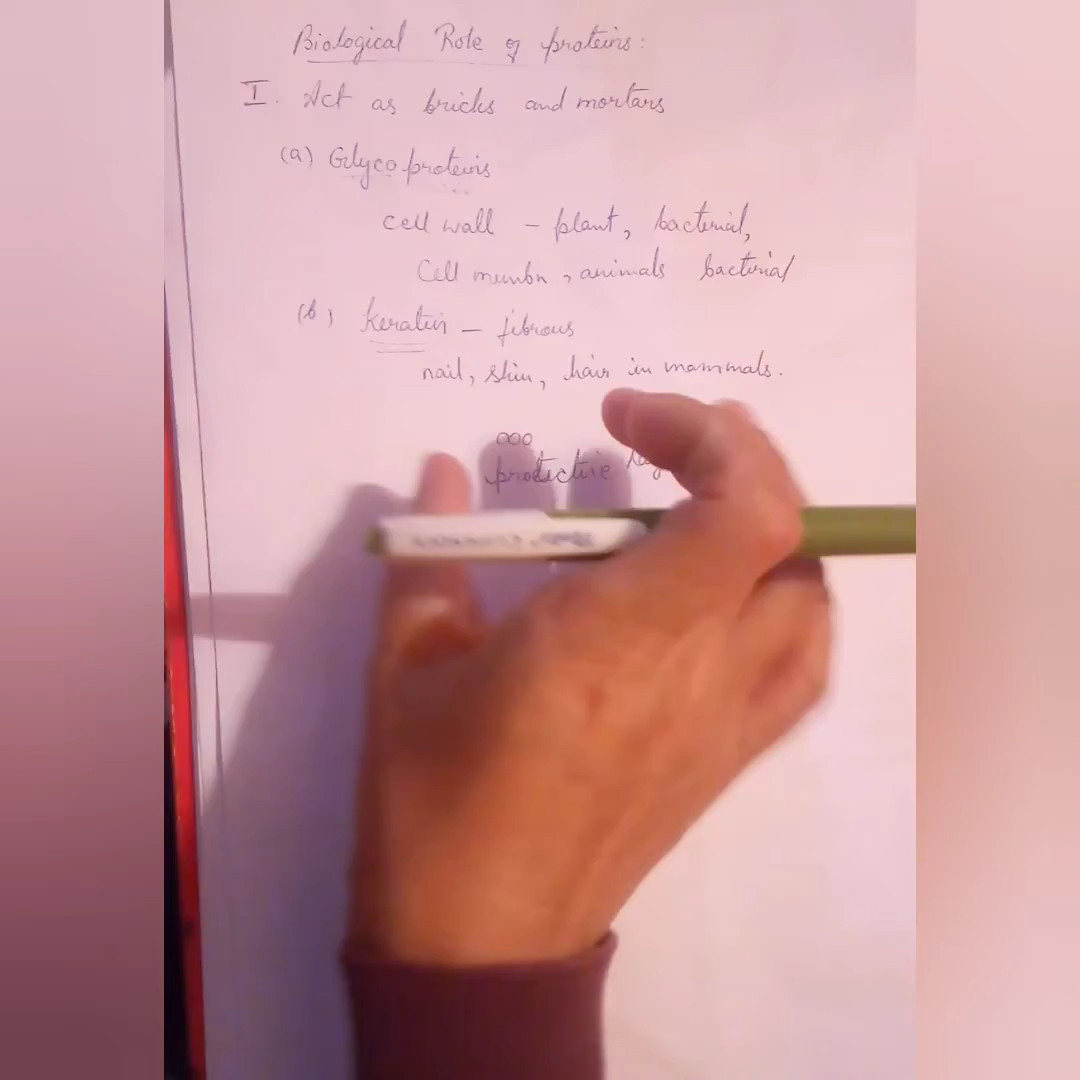 Biological Role of proteins:
I. Act as bricks and mortars
(a) Glycoproteins
cell wall - plant, bacterial,
Cell membn, animals bacterial
(b) Keratin - fibrous
nail, skin, hair in mammals.
protective